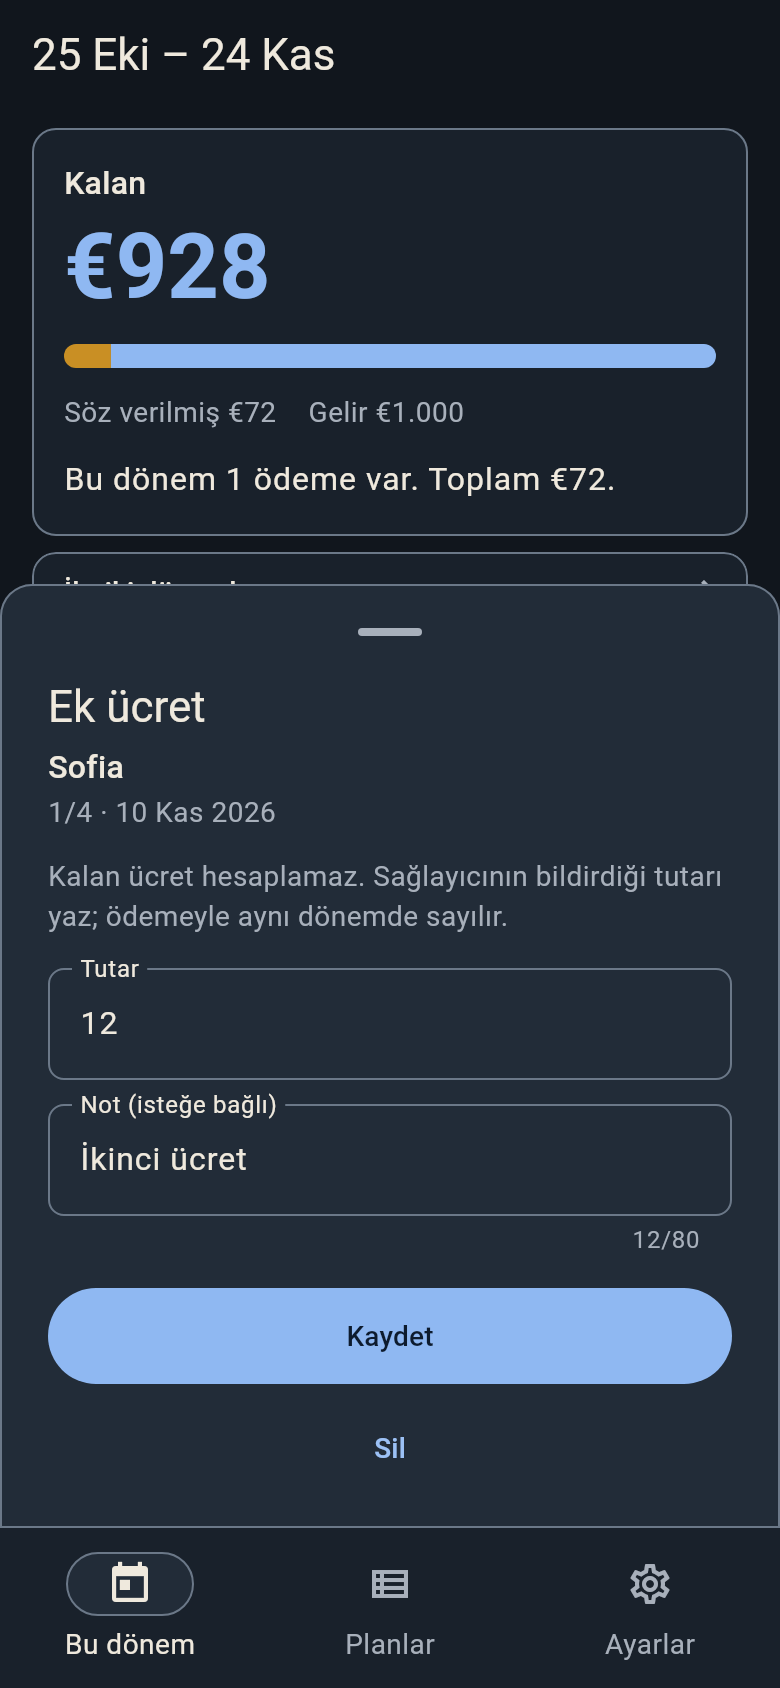 25 Eki – 24 Kas
Kalan
€928
Söz verilmiş €72 Gelir €1.000
Bu dönem 1 ödeme var. Toplam €72.
Ek ücret
Sofia
1/4 · 10 Kas 2026
Kalan ücret hesaplamaz. Sağlayıcının bildirdiği tutarı
yaz; ödemeyle aynı dönemde sayılır.
Tutar
12
Not (isteğe bağlı)
İkinci ücret
12/80
Kaydet
Sil
Bu dönem Planlar Ayarlar